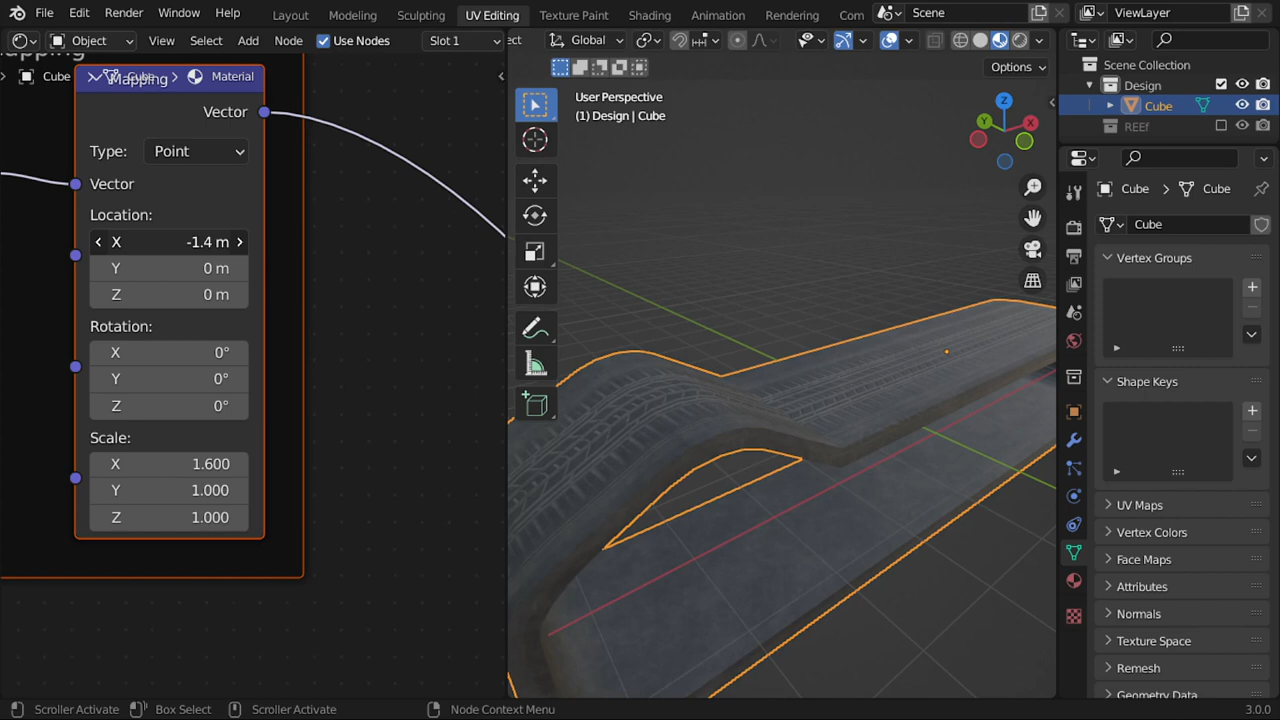 File Edit Render Window Help Layout Modeling Sculpting UV Editing Texture Paint Shading Animation Rendering Com Scene ViewLayer
Object View Select Add Node Use Nodes Slot 1 Global
Options
Cube Mapping Cube Material
Vector
Type: Point
Vector
Location:
X -1.4 m
Y 0 m
Z 0 m
Rotation:
X 0°
Y 0°
Z 0°
Scale:
X 1.600
Y 1.000
Z 1.000
User Perspective
(1) Design | Cube
Z
Y
X
Scene Collection
Design
Cube
REEf
Cube Cube
Cube
Vertex Groups
Shape Keys
UV Maps
Vertex Colors
Face Maps
Attributes
Normals
Texture Space
Remesh
Geometry Data
Scroller Activate Box Select Scroller Activate Node Context Menu 3.0.0